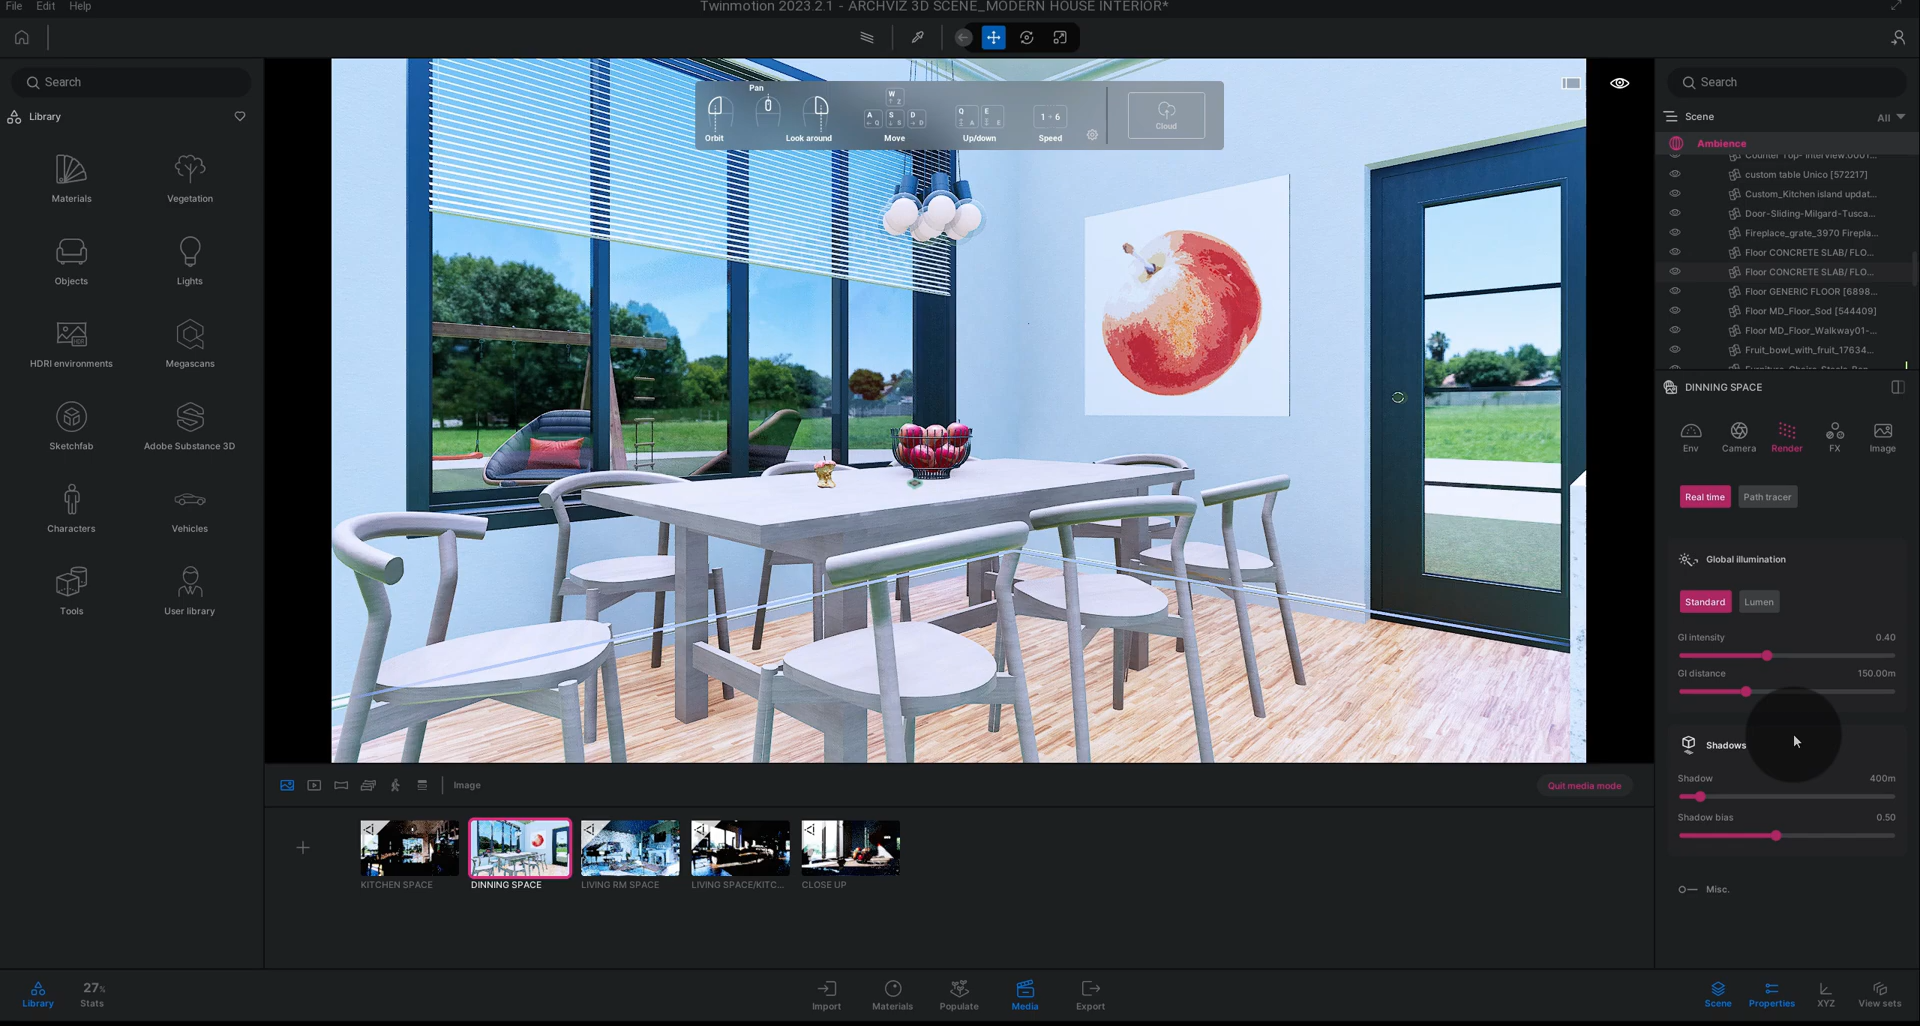 File Edit Help
Twinmotion 2023.2.1 - ARCHVIZ 3D SCENE_MODERN HOUSE INTERIOR*
Search
Library
Materials
Vegetation
Objects
Lights
HDRI environments
Megascans
Sketchfab
Adobe Substance 3D
Characters
Vehicles
Tools
User library
Pan
Orbit
Look around
W
A S D
Move
Q E
Up/down
1 - 6
Speed
Cloud
Search
Scene
All
Ambience
Counter Top- Interview.0001...
custom table Unico [572217]
Custom_Kitchen island updat...
Door-Sliding-Milgard-Tusca...
Fireplace_grate_3970 Firepla...
Floor CONCRETE SLAB/ FLO...
Floor CONCRETE SLAB/ FLO...
Floor GENERIC FLOOR [6898...
Floor MD_Floor_Sod [544409]
Floor MD_Floor_Walkway01-...
Fruit_bowl_with_fruit_17634...
DINNING SPACE
Env Camera Render FX Image
Real time Path tracer
Global illumination
Standard Lumen
GI intensity 0.40
GI distance 150.00m
Shadows
Shadow 400m
Shadow bias 0.50
Misc.
Image
Quit media mode
KITCHEN SPACE
DINNING SPACE
LIVING RM SPACE
LIVING SPACE/KITC...
CLOSE UP
Library
27%
Stats
Import
Materials
Populate
Media
Export
Scene
Properties
XYZ
View sets